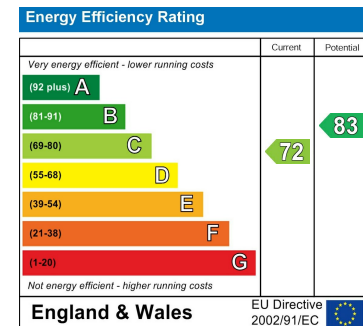 Energy Efficiency Rating
Current Potential
Very energy efficient - lower running costs
(92 plus) A
(81-91) B
(69-80) C
72
83
(55-68) D
(39-54) E
(21-38) F
(1-20) G
Not energy efficient - higher running costs
England & Wales
EU Directive
2002/91/EC